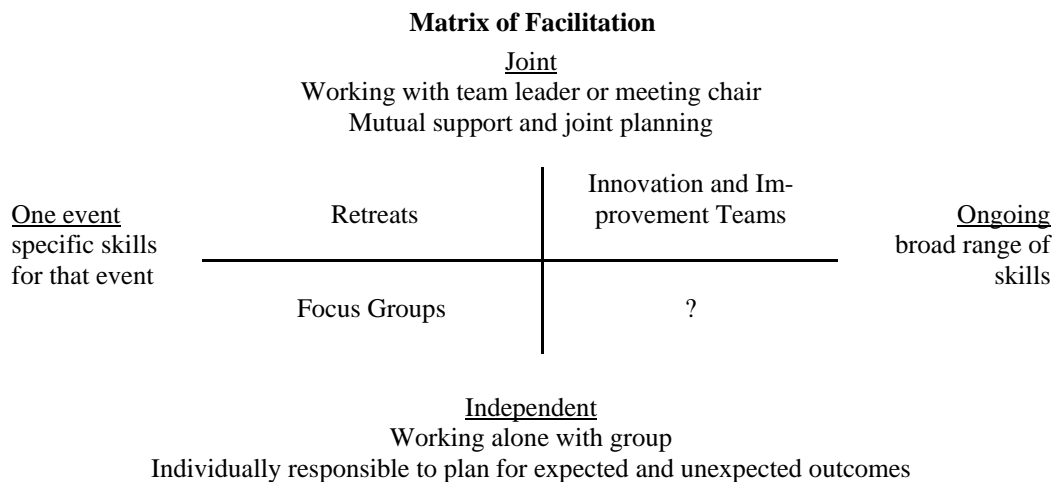 Matrix of Facilitation
Joint
Working with team leader or meeting chair
Mutual support and joint planning
One event
specific skills
for that event
Retreats
Innovation and Im-
provement Teams
Ongoing
broad range of
skills
Focus Groups
?
Independent
Working alone with group
Individually responsible to plan for expected and unexpected outcomes